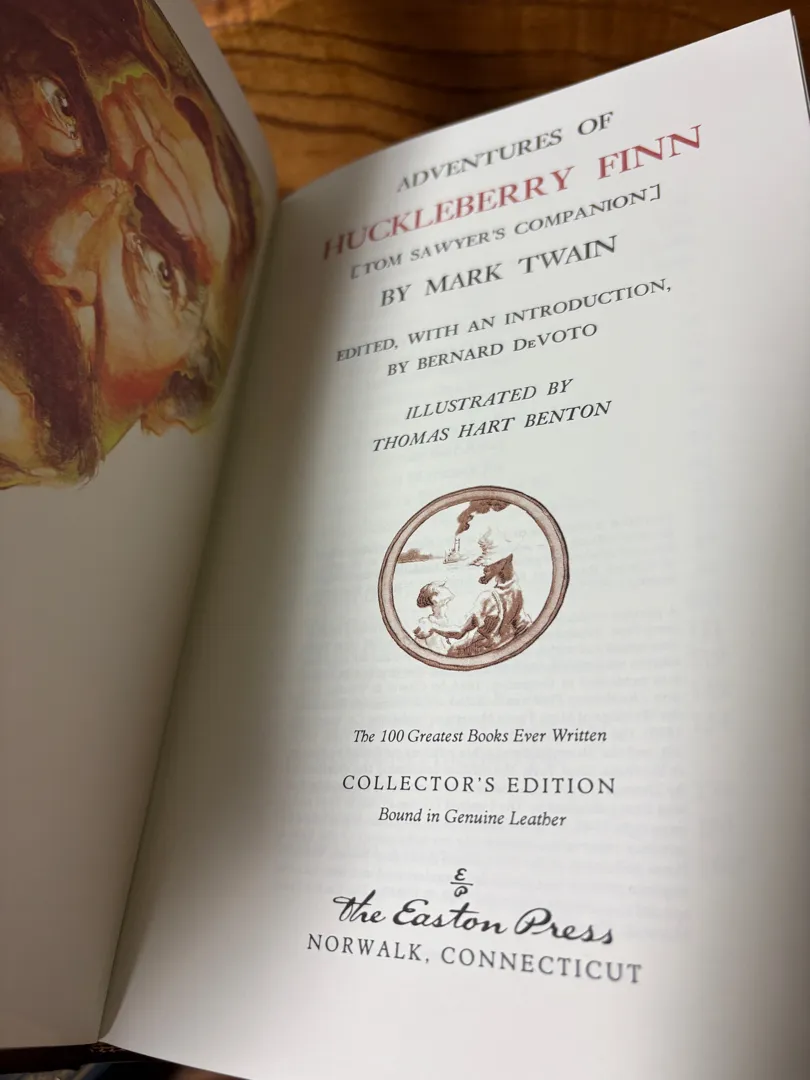 ADVENTURES OF
HUCKLEBERRY FINN
[TOM SAWYER'S COMPANION]
BY MARK TWAIN
EDITED, WITH AN INTRODUCTION,
BY BERNARD DEVOTO
ILLUSTRATED BY
THOMAS HART BENTON
The 100 Greatest Books Ever Written
COLLECTOR'S EDITION
Bound in Genuine Leather
E
P
The Easton Press
NORWALK, CONNECTICUT